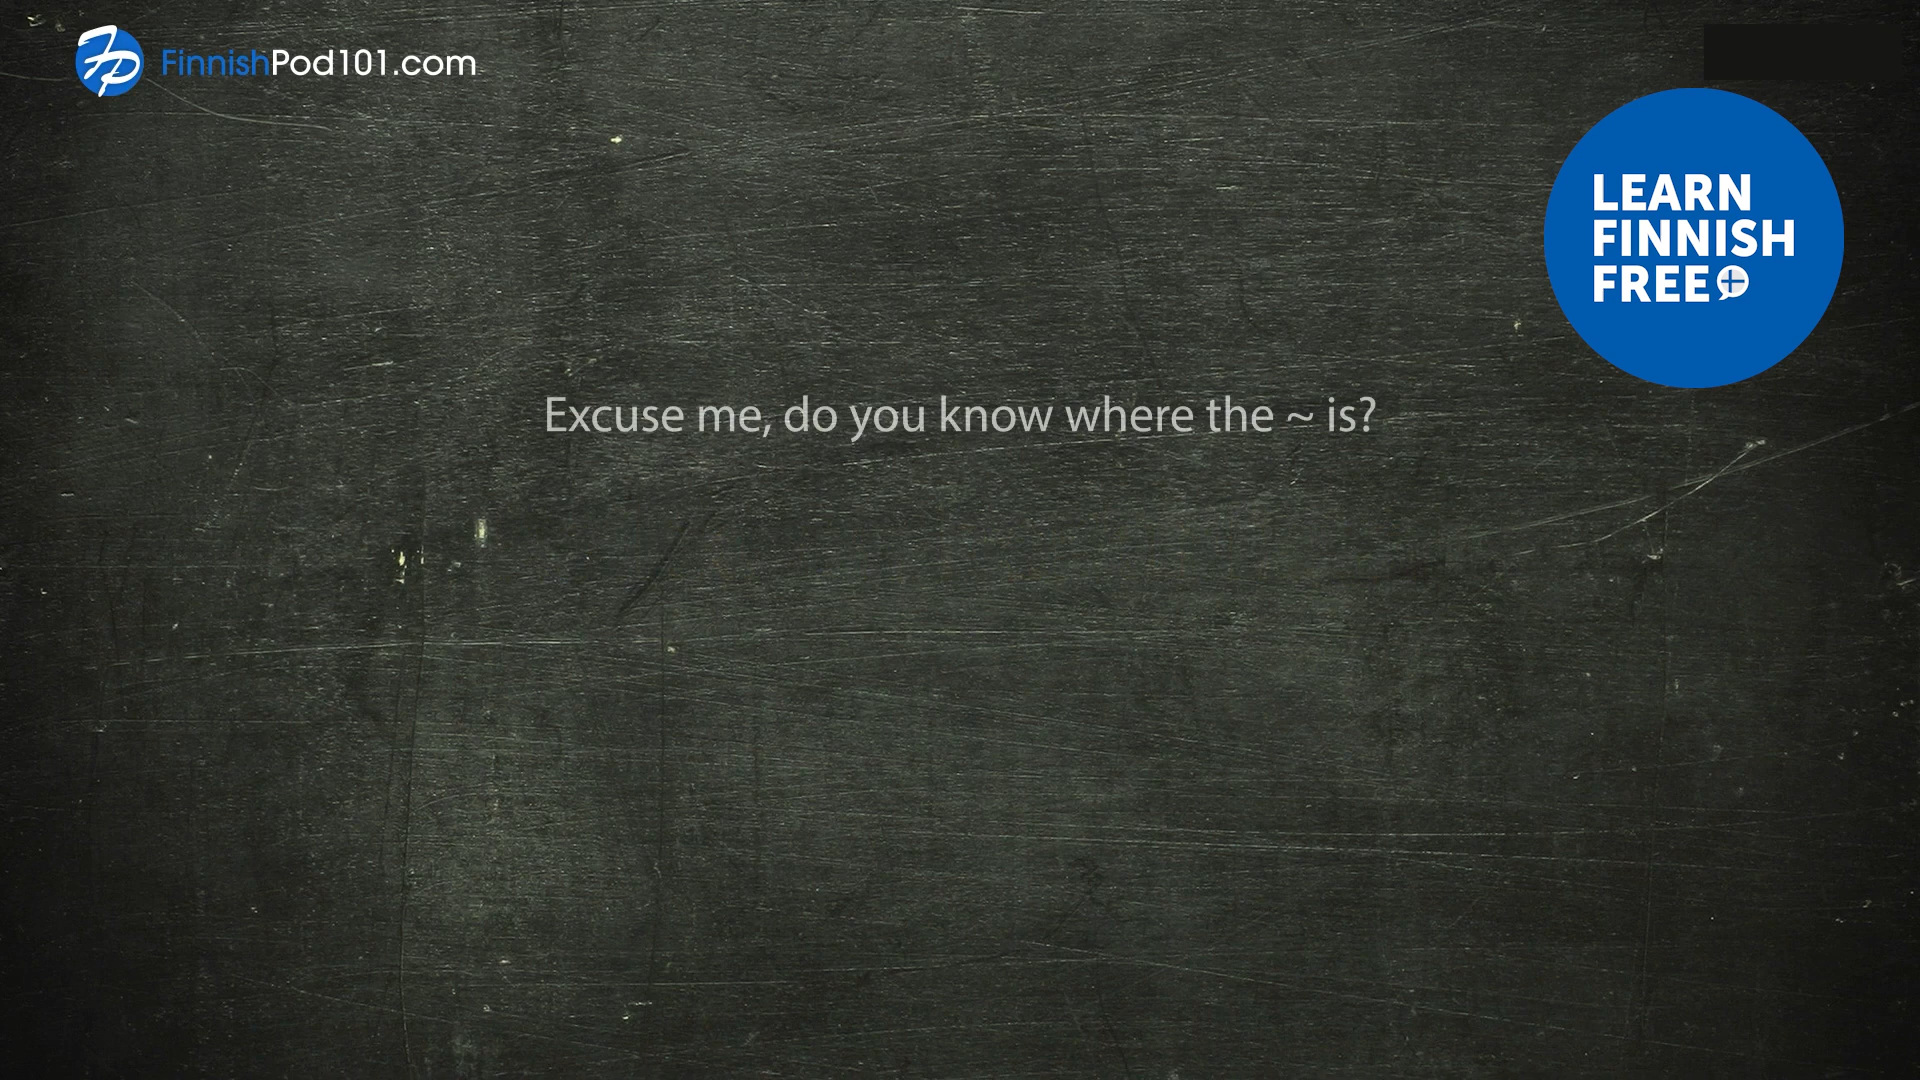 FinnishPod101.com
LEARN
FINNISH
FREE
Excuse me, do you know where the ~ is?